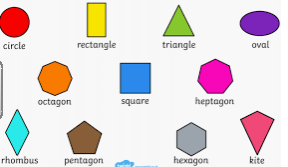 circle rectangle triangle oval
octagon square heptagon
rhombus pentagon hexagon kite